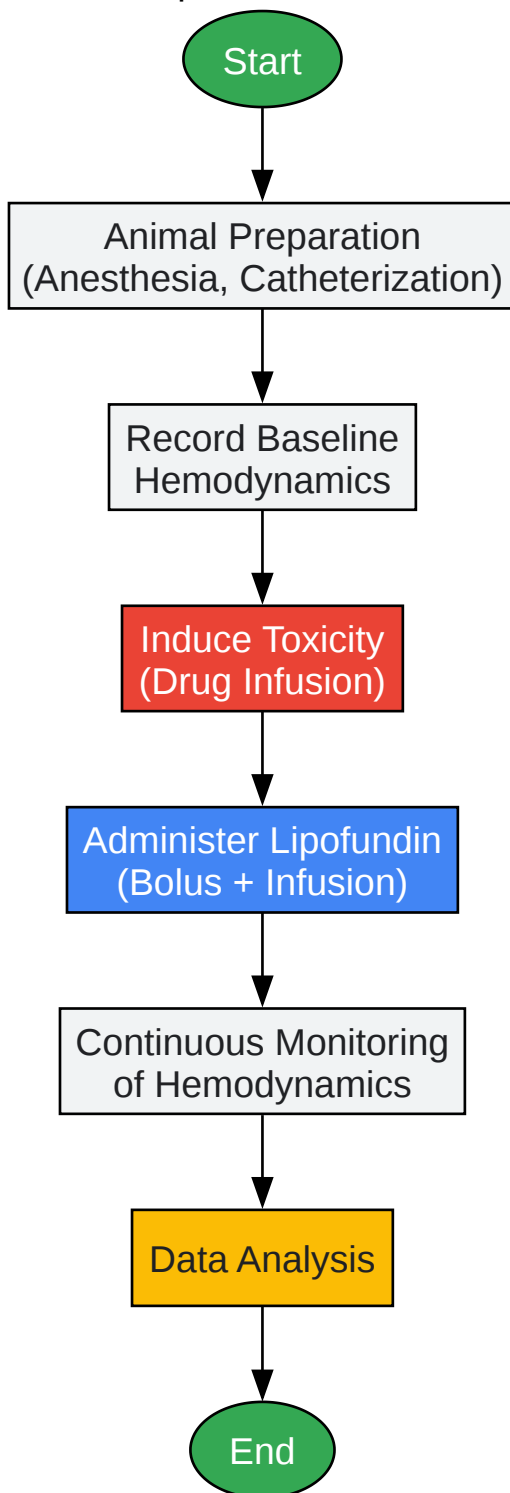 Start
Animal Preparation
(Anesthesia, Catheterization)
Record Baseline
Hemodynamics
Induce Toxicity
(Drug Infusion)
Administer Lipofundin
(Bolus + Infusion)
Continuous Monitoring
of Hemodynamics
Data Analysis
End